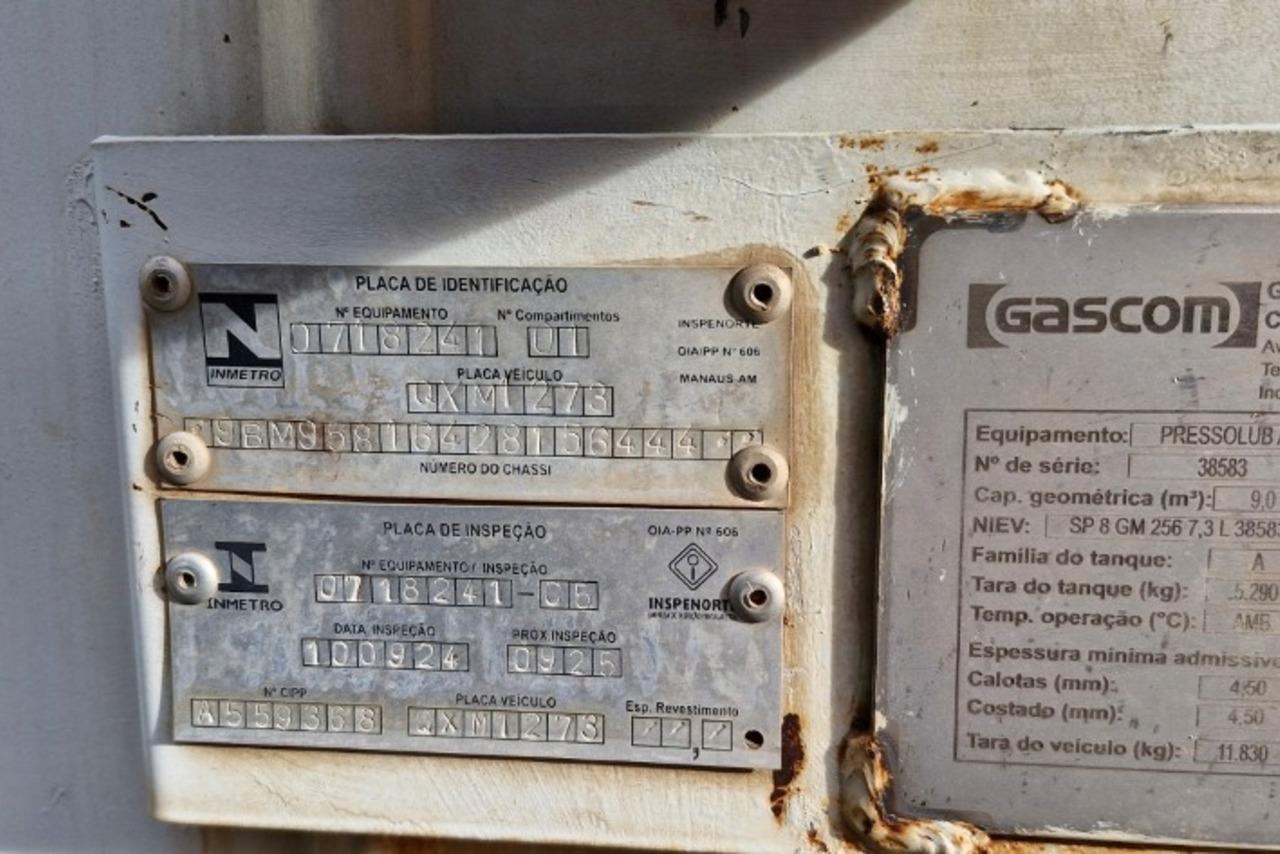 PLACA DE IDENTIFICAÇÃO
Nº EQUIPAMENTO Nº Compartimentos
0718241 01
INMETRO
INSPENORTE
OIA/PP Nº 606
MANAUS-AM
PLACA VEÍCULO
QXM1273
9BM95816428156444
NÚMERO DO CHASSI
PLACA DE INSPEÇÃO
OIA-PP Nº 606
Nº EQUIPAMENTO / INSPEÇÃO
0718241-05
INMETRO
INSPENORTE
DATA INSPEÇÃO PRÓX.INSPEÇÃO
100924 0925
Nº CIPP PLACA VEÍCULO Esp. Revestimento
A559368 QXM1273 //,/
GASCOM
Equipamento: PRESSOLUB
Nº de série: 38583
Cap. geométrica (m³): 9,0
NIEV: SP 8 GM 256 7,3 L 3858
Família do tanque: A
Tara do tanque (kg): 5.290
Temp. operação (°C): AMB
Espessura mínima admissíve
Calotas (mm): 4,50
Costado (mm): 4,50
Tara do veículo (kg): 11.830